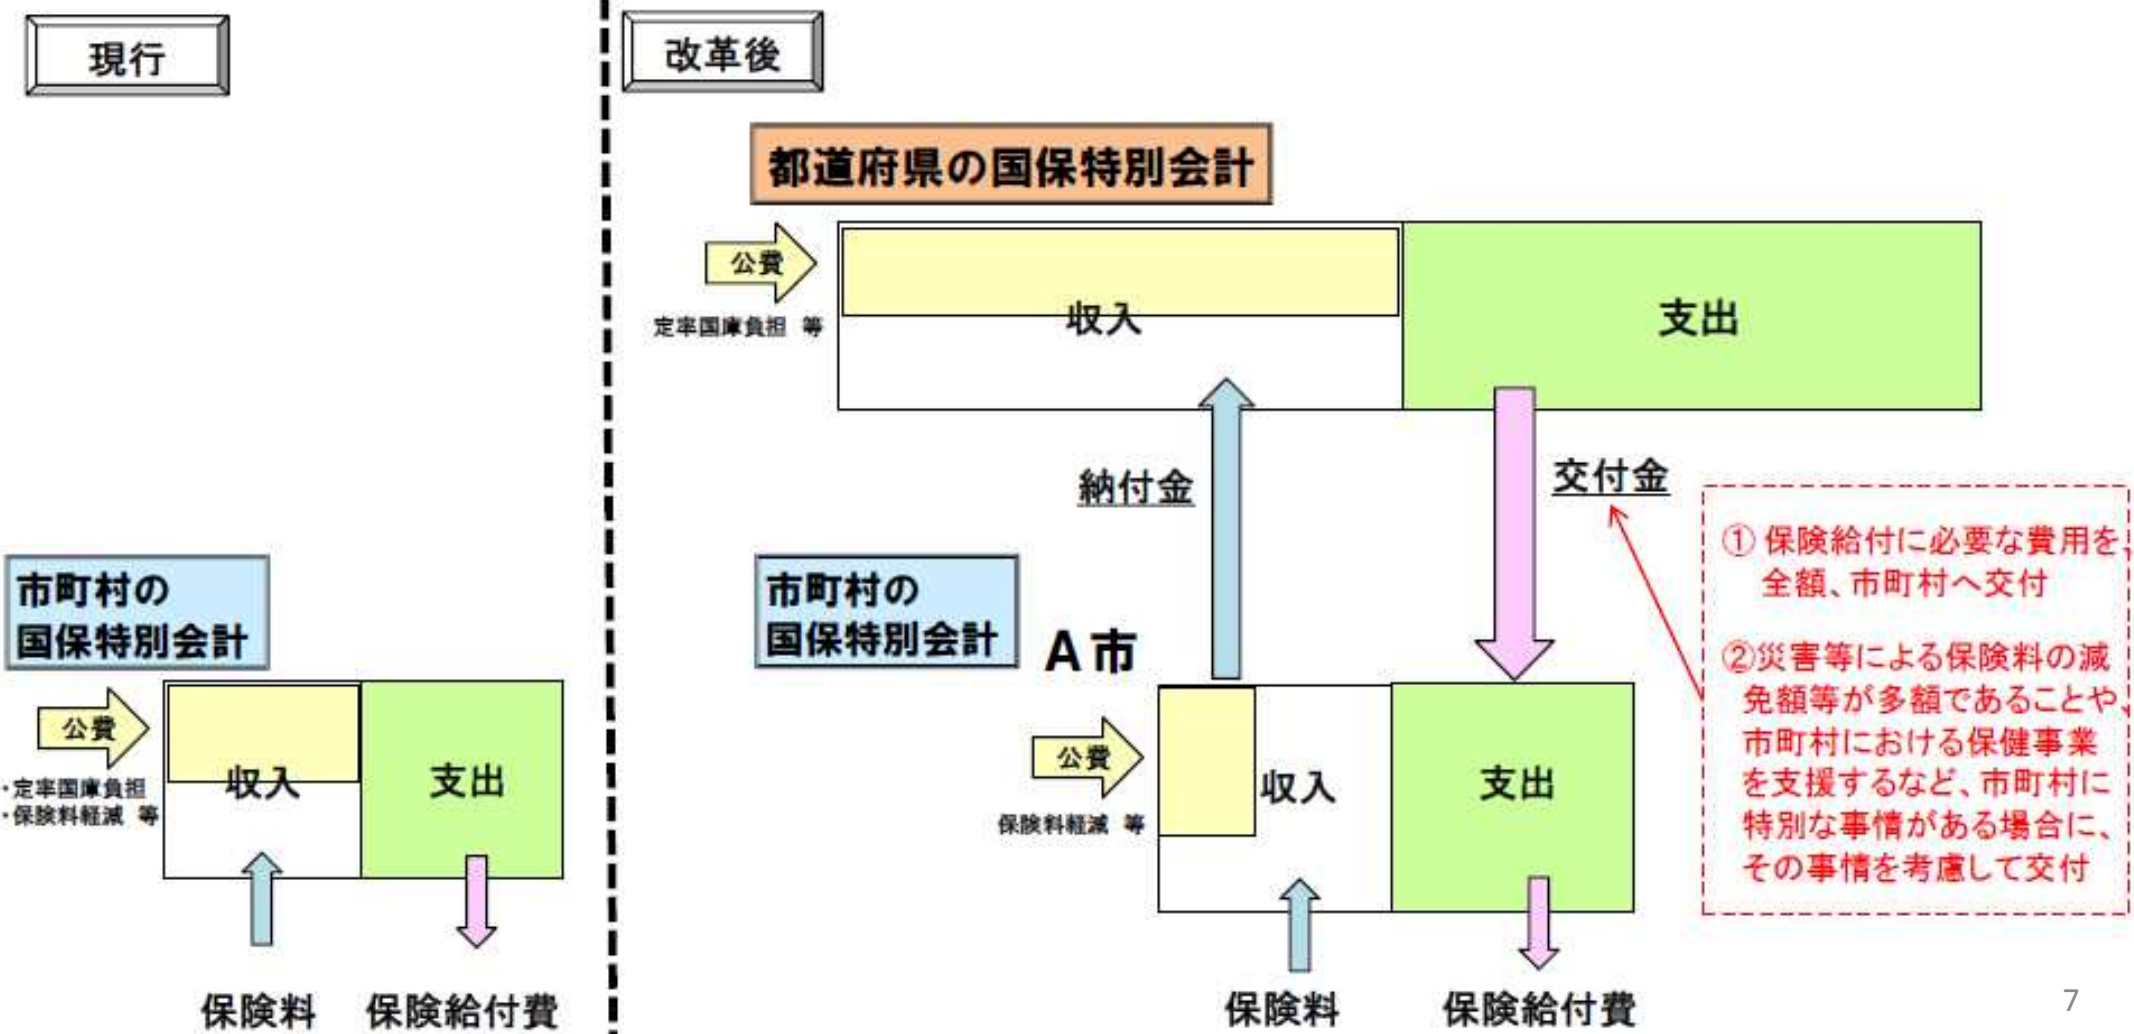 現行
市町村の
国保特別会計
公費
・定率国庫負担
・保険料軽減 等
収入
支出
保険料
保険給付費
改革後
都道府県の国保特別会計
公費
定率国庫負担 等
収入
支出
納付金
交付金
①保険給付に必要な費用を、
全額、市町村へ交付
②災害等による保険料の減
免額等が多額であることや、
市町村における保健事業
を支援するなど、市町村に
特別な事情がある場合に、
その事情を考慮して交付
市町村の
国保特別会計
A市
公費
保険料軽減 等
収入
支出
保険料
保険給付費
7